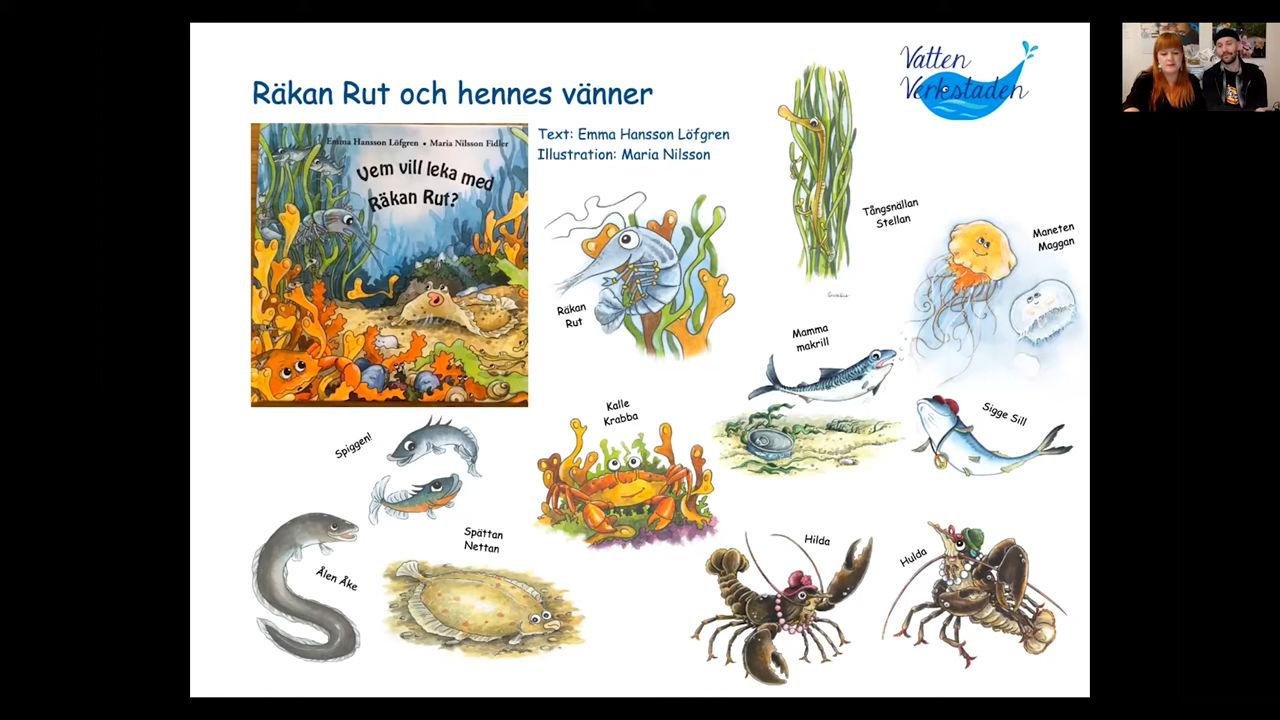 Räkan Rut och hennes vänner
Vatten
Verkstaden
Emma Hansson Löfgren • Maria Nilsson Fidler
Vem vill leka med
Räkan Rut?
Text: Emma Hansson Löfgren
Illustration: Maria Nilsson
Räkan
Rut
Tångsnällan
Stellan
Maneten
Maggan
Mamma
makrill
Sigge Sill
Kalle
Krabba
Spiggen!
Ålen Åke
Spättan
Nettan
Hilda
Hulda